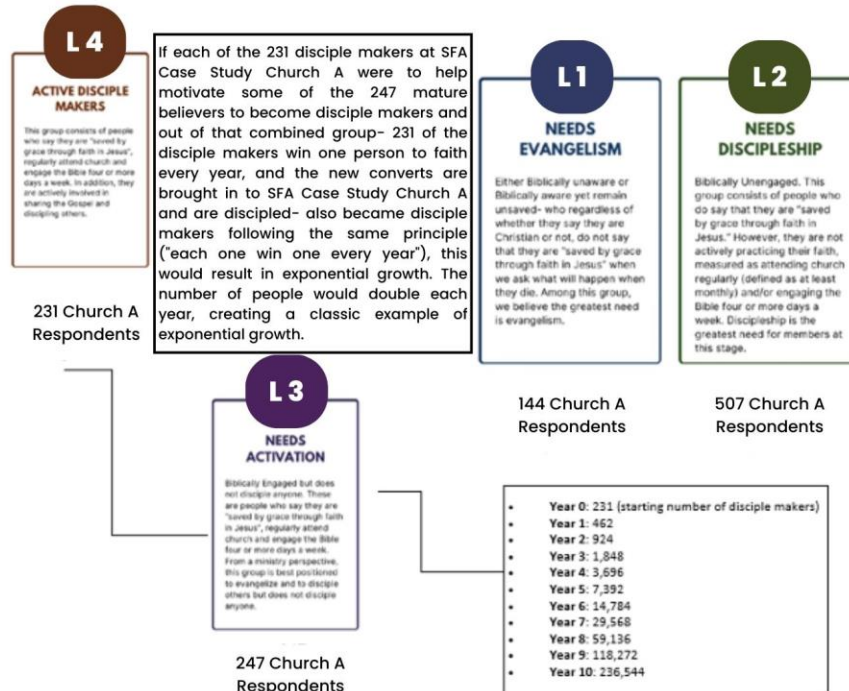 L 4
ACTIVE DISCIPLE
MAKERS
This group consists of people
who say they are "saved by
grace through faith in Jesus",
regularly attend church and
engage the Bible four or more
days a week. In addition, they
are actively involved in
sharing the Gospel and
discipling others.
231 Church A
Respondents
If each of the 231 disciple makers at SFA
Case Study Church A were to help
motivate some of the 247 mature
believers to become disciple makers and
out of that combined group- 231 of the
disciple makers win one person to faith
every year, and the new converts are
brought in to SFA Case Study Church A
and are discipled- also became disciple
makers following the same principle
("each one win one every year"), this
would result in exponential growth. The
number of people would double each
year, creating a classic example of
exponential growth.
L 1
NEEDS
EVANGELISM
Either Biblically unaware or
Biblically aware yet remain
unsaved- who regardless of
whether they say they are
Christian or not, do not say
that they are "saved by grace
through faith in Jesus" when
we ask what will happen when
they die. Among this group,
we believe the greatest need
is evangelism.
144 Church A
Respondents
L 2
NEEDS
DISCIPLESHIP
Biblically Unengaged. This
group consists of people who
do say that they are "saved
by grace through faith in
Jesus." However, they are not
actively practicing their faith,
measured as attending church
regularly (defined as at least
monthly) and/or engaging the
Bible four or more days a
week. Discipleship is the
greatest need for members at
this stage.
507 Church A
Respondents
L 3
NEEDS
ACTIVATION
Biblically Engaged but does
not disciple anyone. These
are people who say they are
"saved by grace through faith
in Jesus", regularly attend
church and engage the Bible
four or more days a week.
From a ministry perspective,
this group is best positioned
to evangelize and to disciple
others but does not disciple
anyone.
247 Church A
Respondents
• Year 0: 231 (starting number of disciple makers)
• Year 1: 462
• Year 2: 924
• Year 3: 1,848
• Year 4: 3,696
• Year 5: 7,392
• Year 6: 14,784
• Year 7: 29,568
• Year 8: 59,136
• Year 9: 118,272
• Year 10: 236,544